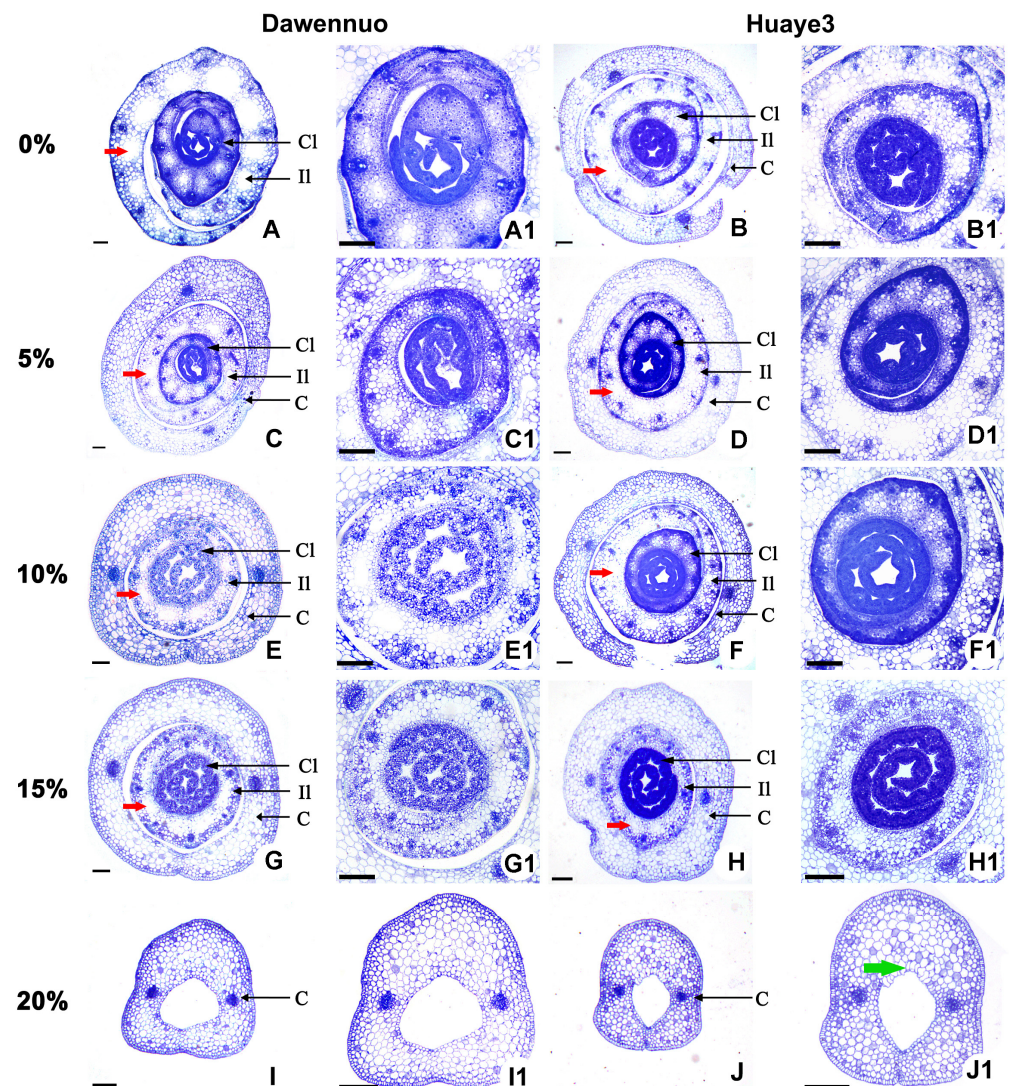 Dawennuo Huaye3
0%
Cl
Il
A
A1
Cl
Il
C
B
B1
5%
Cl
Il
C
C
C1
Cl
Il
C
D
D1
10%
Cl
Il
C
E
E1
Cl
Il
C
F
F1
15%
Cl
Il
C
G
G1
Cl
Il
C
H
H1
20%
C
I
I1
C
J
J1